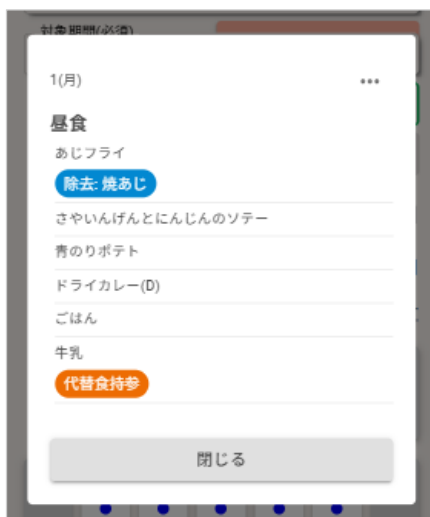 対象期間(必須)
1(月)
昼食
あじフライ
除去: 焼あじ
さやいんげんとにんじんのソテー
青のりポテト
ドライカレー(D)
ごはん
牛乳
代替食持参
閉じる